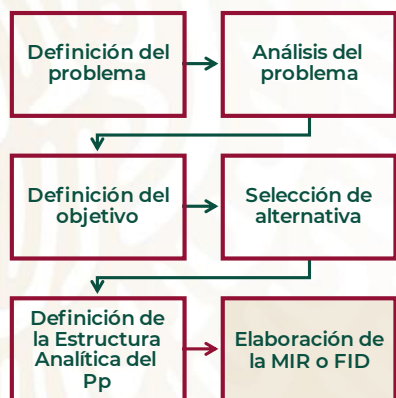 Definición del
problema
Análisis del
problema
Definición del
objetivo
Selección de
alternativa
Definición de
la Estructura
Analítica del
Pp
Elaboración de
la MIR o FID